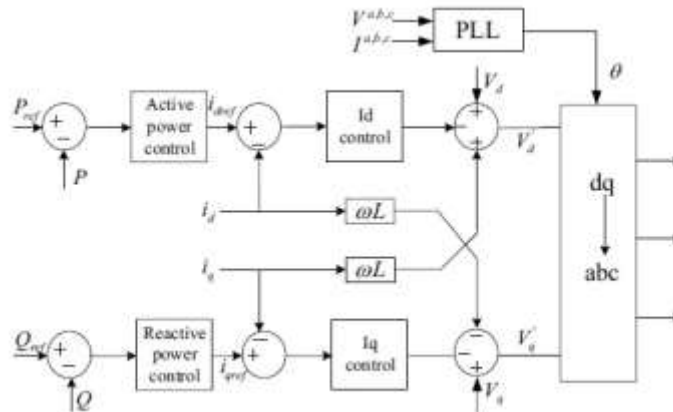 V^{a,b,c}
I^{a,b,c}
PLL
θ
V_d
P_ref
+
−
P
Active
power
control
i_dref
+
−
Id
control
+
−
+
V_d'
dq
abc
i_d
ωL
i_q
ωL
Q_ref
+
−
Q
Reactive
power
control
i_qref
−
+
Iq
control
−
−
+
V_q'
V_q